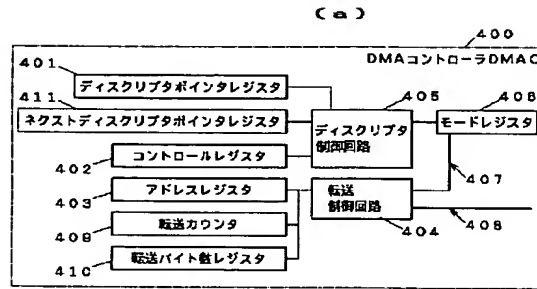 (a)
400
DMAコントローラDMAC
401
ディスクリプタポインタレジスタ
411
ネクストディスクリプタポインタレジスタ
405
ディスクリプタ
制御回路
406
モードレジスタ
402
コントロールレジスタ
403
アドレスレジスタ
転送
制御回路
404
407
408
409
転送カウンタ
410
転送バイト数レジスタ